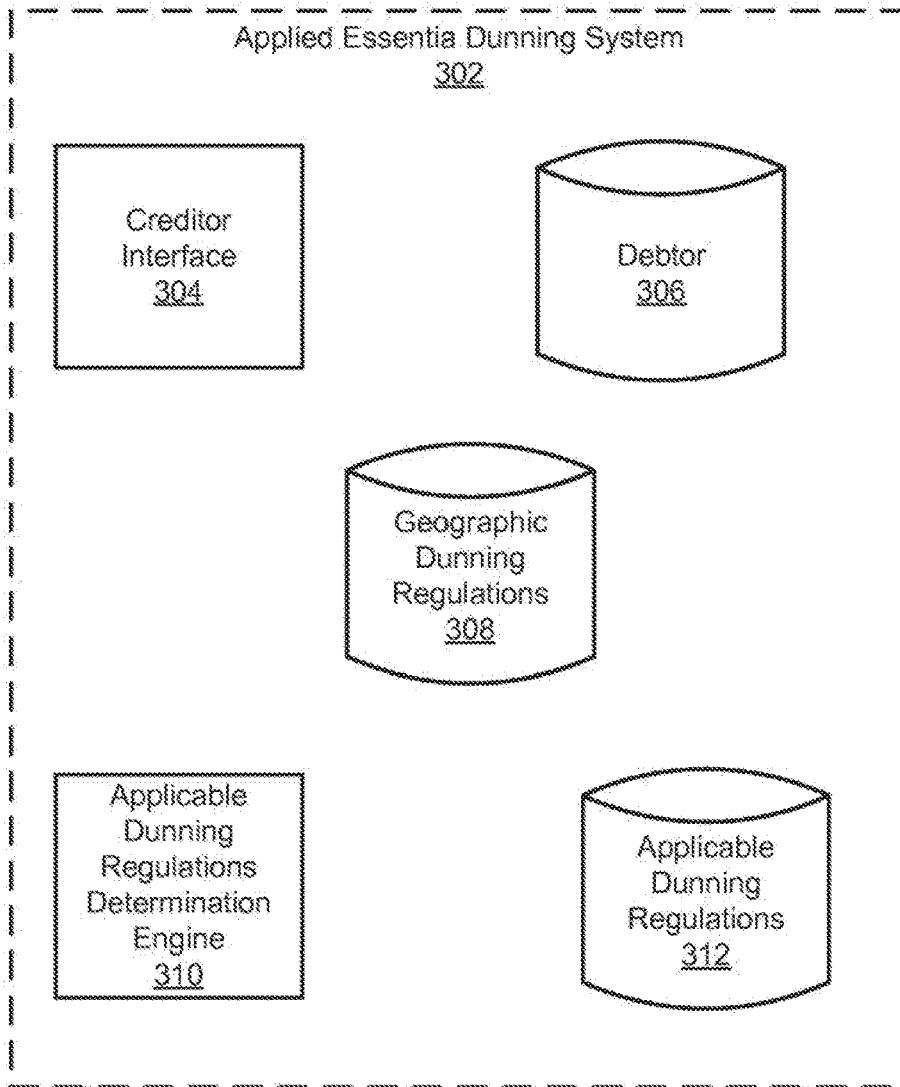 Applied Essentia Dunning System
302
Creditor
Interface
304
Debtor
306
Geographic
Dunning
Regulations
308
Applicable
Dunning
Regulations
Determination
Engine
310
Applicable
Dunning
Regulations
312